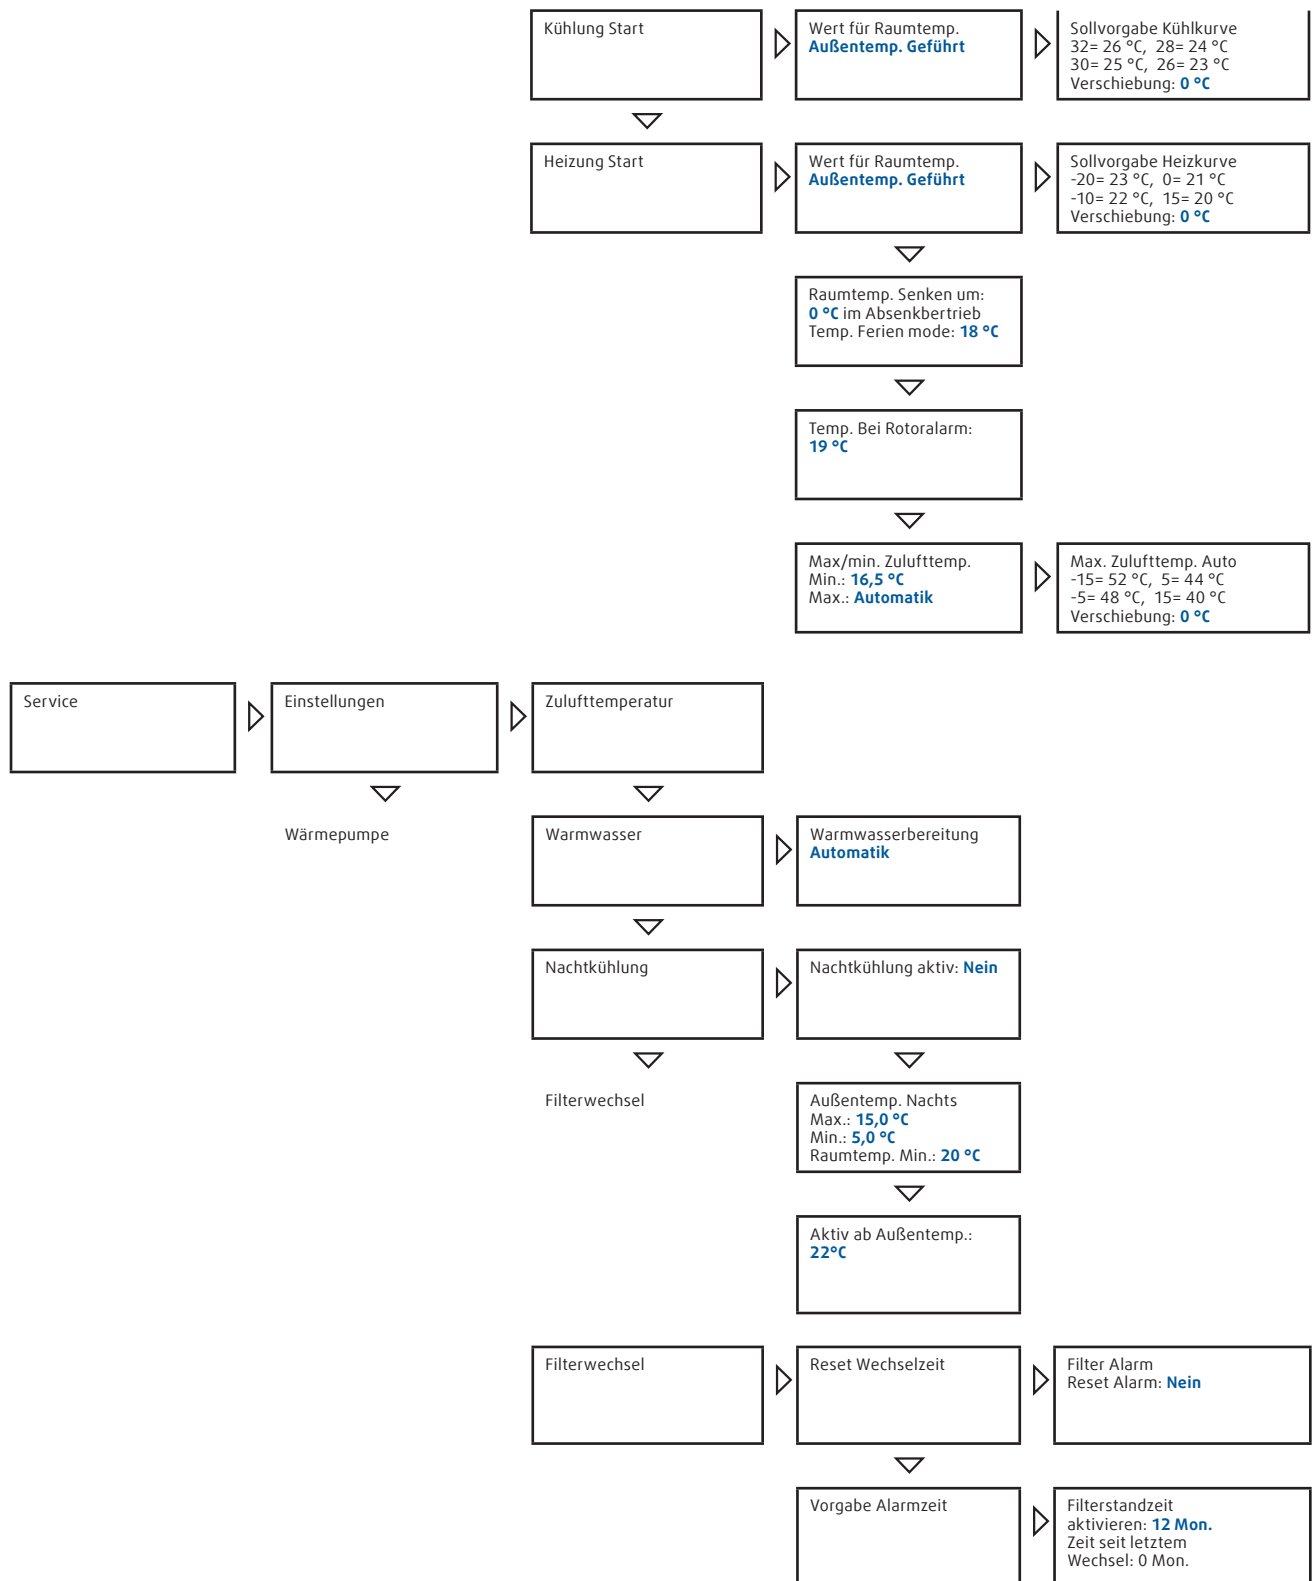 Kühlung Start
Wert für Raumtemp.
Außentemp. Geführt
Sollvorgabe Kühlkurve
32= 26 °C, 28= 24 °C
30= 25 °C, 26= 23 °C
Verschiebung: 0 °C
Heizung Start
Wert für Raumtemp.
Außentemp. Geführt
Sollvorgabe Heizkurve
-20= 23 °C, 0= 21 °C
-10= 22 °C, 15= 20 °C
Verschiebung: 0 °C
Raumtemp. Senken um:
0 °C im Absenkbertrieb
Temp. Ferien mode: 18 °C
Temp. Bei Rotoralarm:
19 °C
Max/min. Zulufttemp.
Min.: 16,5 °C
Max.: Automatik
Max. Zulufttemp. Auto
-15= 52 °C, 5= 44 °C
-5= 48 °C, 15= 40 °C
Verschiebung: 0 °C
Service
Einstellungen
Zulufttemperatur
Wärmepumpe
Warmwasser
Warmwasserbereitung
Automatik
Nachtkühlung
Nachtkühlung aktiv: Nein
Filterwechsel
Außentemp. Nachts
Max.: 15,0 °C
Min.: 5,0 °C
Raumtemp. Min.: 20 °C
Aktiv ab Außentemp.:
22°C
Filterwechsel
Reset Wechselzeit
Filter Alarm
Reset Alarm: Nein
Vorgabe Alarmzeit
Filterstandzeit
aktivieren: 12 Mon.
Zeit seit letztem
Wechsel: 0 Mon.